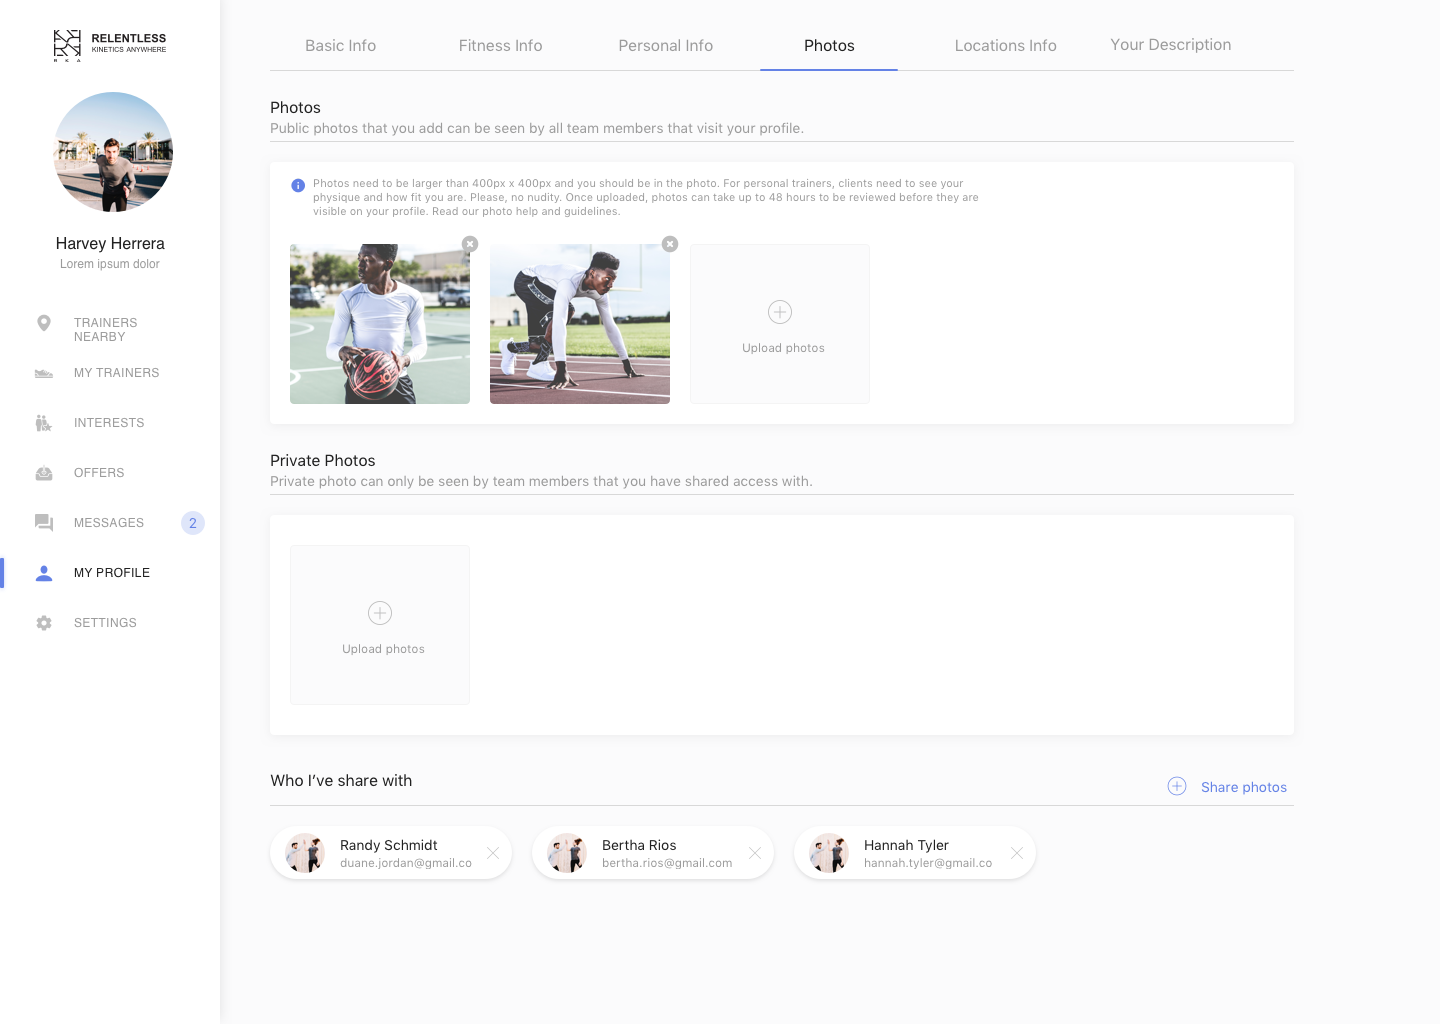 RELENTLESS
KINETICS ANYWHERE
R K A
Harvey Herrera
Lorem ipsum dolor
TRAINERS
NEARBY
MY TRAINERS
INTERESTS
OFFERS
MESSAGES 2
MY PROFILE
SETTINGS
Basic Info Fitness Info Personal Info Photos Locations Info Your Description
Photos
Public photos that you add can be seen by all team members that visit your profile.
Photos need to be larger than 400px x 400px and you should be in the photo. For personal trainers, clients need to see your
physique and how fit you are. Please, no nudity. Once uploaded, photos can take up to 48 hours to be reviewed before they are
visible on your profile. Read our photo help and guidelines.
Upload photos
Private Photos
Private photo can only be seen by team members that you have shared access with.
Upload photos
Who I’ve share with
Share photos
Randy Schmidt
duane.jordan@gmail.co
Bertha Rios
bertha.rios@gmail.com
Hannah Tyler
hannah.tyler@gmail.co